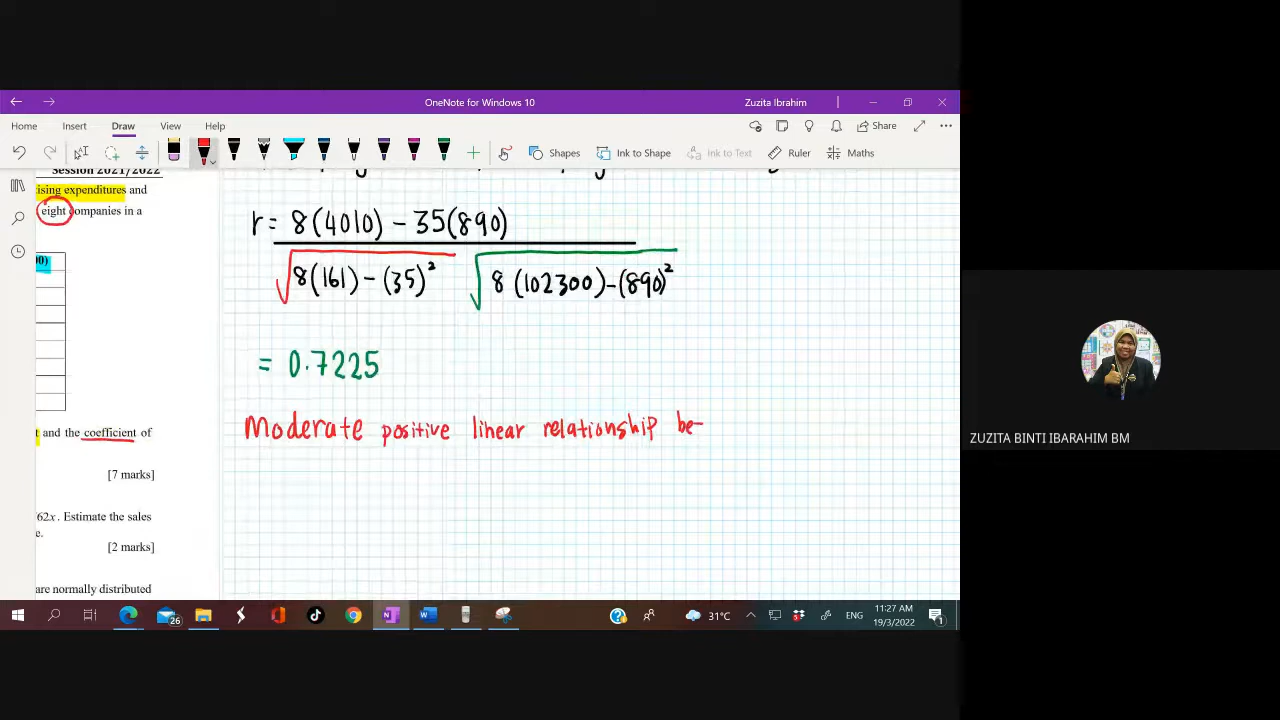 OneNote for Windows 10
Zuzita Ibrahim
Home Insert Draw View Help
Share
Shapes Ink to Shape Ink to Text Ruler Maths
Session 2021/2022
ising expenditures and
eight companies in a
00)
r = 8(4010) - 35(890)
√8(161) - (35)² √8(102300) - (890)²
= 0.7225
Moderate positive linear relationship be-
t and the coefficient of
[7 marks]
62x. Estimate the sales
e.
[2 marks]
are normally distributed
ZUZITA BINTI IBARAHIM BM
26
31°C
ENG
11:27 AM
19/3/2022
1